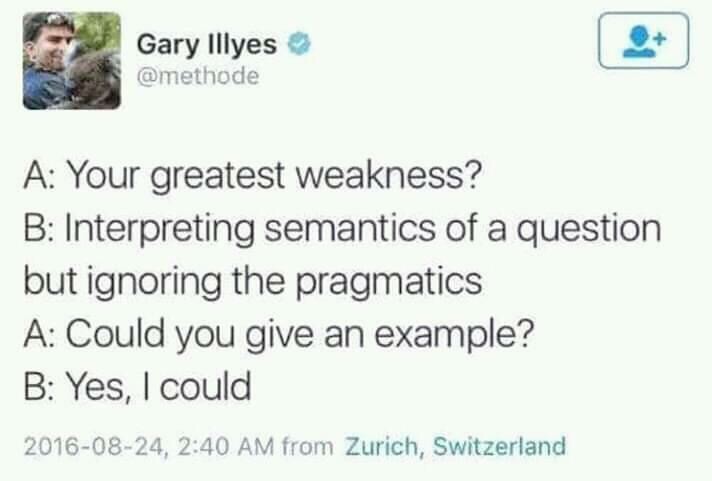 Gary Illyes
@methode
A: Your greatest weakness?
B: Interpreting semantics of a question
but ignoring the pragmatics
A: Could you give an example?
B: Yes, I could
2016-08-24, 2:40 AM from Zurich, Switzerland